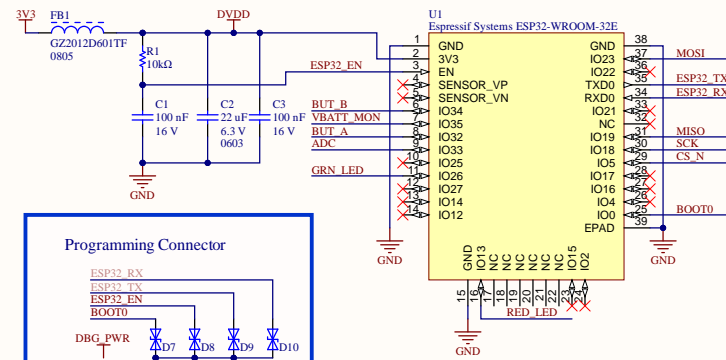 3V3
FB1
GZ2012D601TF
0805
DVDD
R1
10kΩ
ESP32_EN
C1
100 nF
16 V
C2
22 uF
6.3 V
0603
C3
100 nF
16 V
GND
U1
Espressif Systems ESP32-WROOM-32E
1 GND
2 3V3
3 EN
4 SENSOR_VP
5 SENSOR_VN
BUT_B 6 IO34
VBATT_MON 7 IO35
BUT_A 8 IO32
ADC 9 IO33
10 IO25
GRN_LED 11 IO26
12 IO27
13 IO14
14 IO12
GND 38
IO23 37 MOSI
IO22 36
TXD0 35 ESP32_TX
RXD0 34 ESP32_RX
IO21 33
NC 32
IO19 31 MISO
IO18 30 SCK
IO5 29 CS_N
IO17 28
IO16 27
IO4 26
IO0 25 BOOT0
EPAD 39
GND
GND
GND IO13 NC NC NC NC NC NC IO15 IO2
15 16 17 18 19 20 21 22 23 24
RED_LED
GND
Programming Connector
ESP32_RX
ESP32_TX
ESP32_EN
BOOT0
DBG_PWR
D7
D8
D9
D10